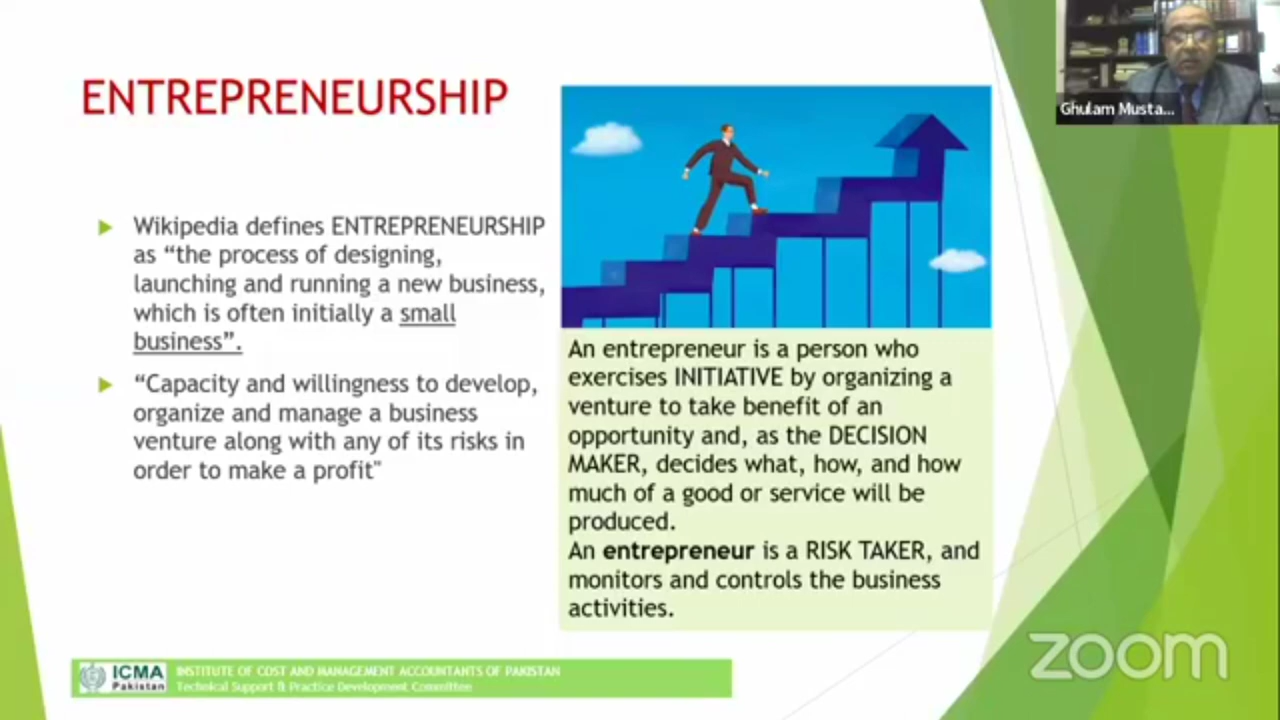 ENTREPRENEURSHIP
Wikipedia defines ENTREPRENEURSHIP
as “the process of designing,
launching and running a new business,
which is often initially a small
business”.
“Capacity and willingness to develop,
organize and manage a business
venture along with any of its risks in
order to make a profit"
An entrepreneur is a person who
exercises INITIATIVE by organizing a
venture to take benefit of an
opportunity and, as the DECISION
MAKER, decides what, how, and how
much of a good or service will be
produced.
An entrepreneur is a RISK TAKER, and
monitors and controls the business
activities.
Ghulam Musta...
ICMA
Pakistan
INSTITUTE OF COST AND MANAGEMENT ACCOUNTANTS OF PAKISTAN
Technical Support & Practice Development Committee
zoom